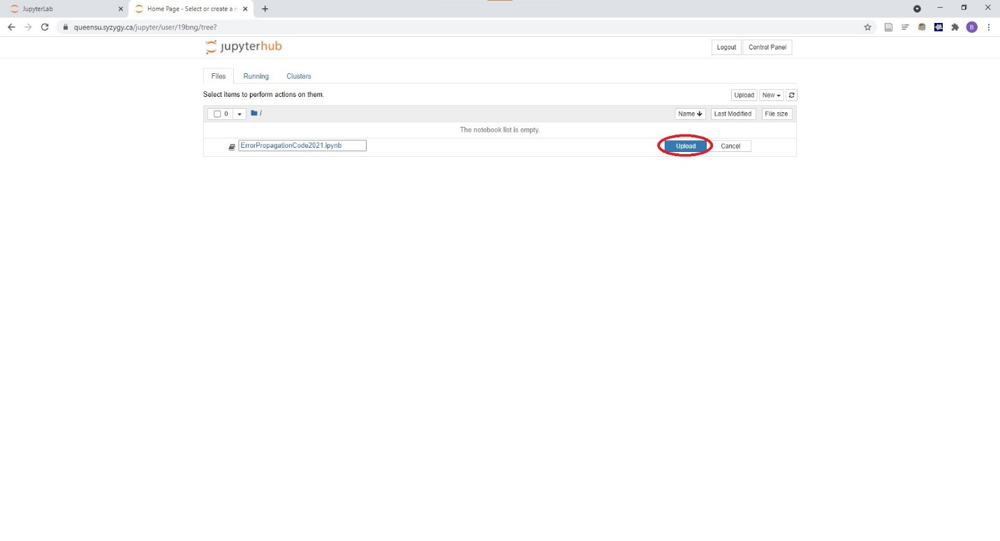 JupyterLab
Home Page - Select or create a n
queensu.syzygy.ca/jupyter/user/19bng/tree?
B
jupyterhub
Logout
Control Panel
Files
Running
Clusters
Select items to perform actions on them.
Upload
New
0
/
Name
Last Modified
File size
The notebook list is empty.
ErrorPropagationCode2021.ipynb
Upload
Cancel